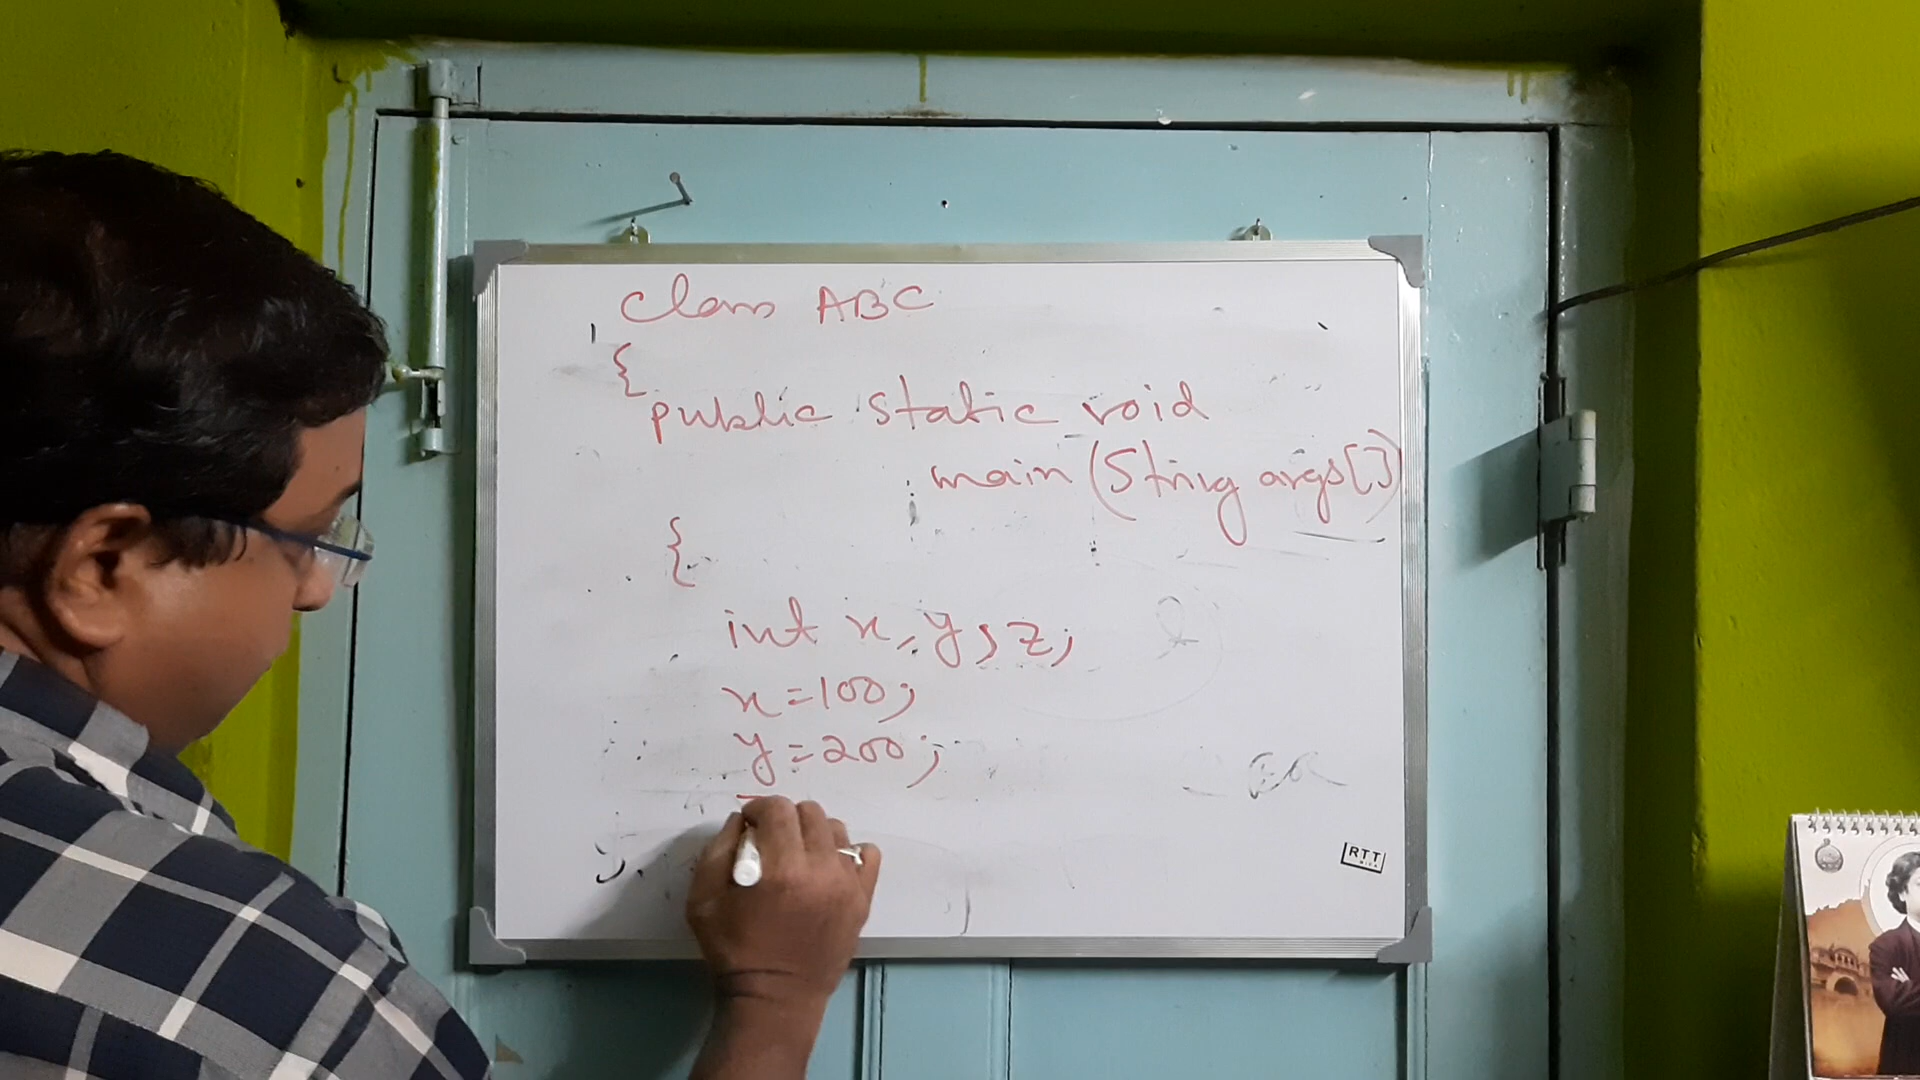 class ABC
{
public static void
main (String args[])
{
int x, y, z;
x=100;
y=200;
RTT